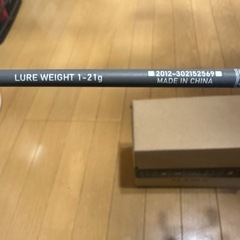 LURE WEIGHT 1-21g
2012-302152569
MADE IN CHINA